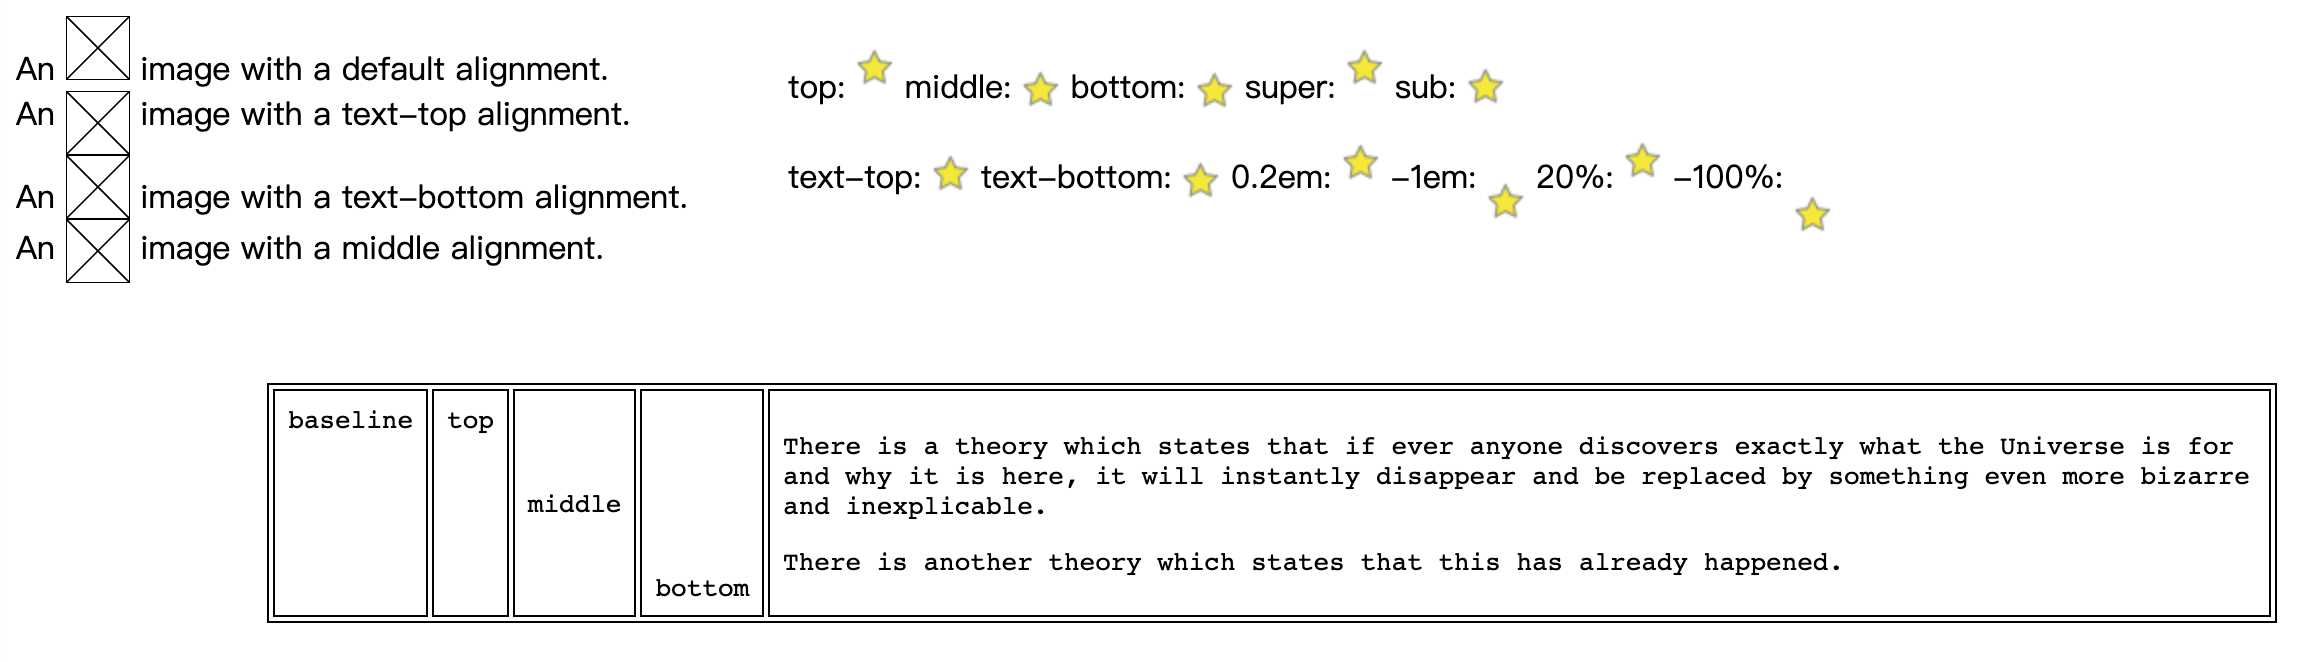 An image with a default alignment.
An image with a text-top alignment.
An image with a text-bottom alignment.
An image with a middle alignment.
top: middle: bottom: super: sub:
text-top: text-bottom: 0.2em: -1em: 20%: -100%:
baseline
top
middle
bottom
There is a theory which states that if ever anyone discovers exactly what the Universe is for
and why it is here, it will instantly disappear and be replaced by something even more bizarre
and inexplicable.
There is another theory which states that this has already happened.